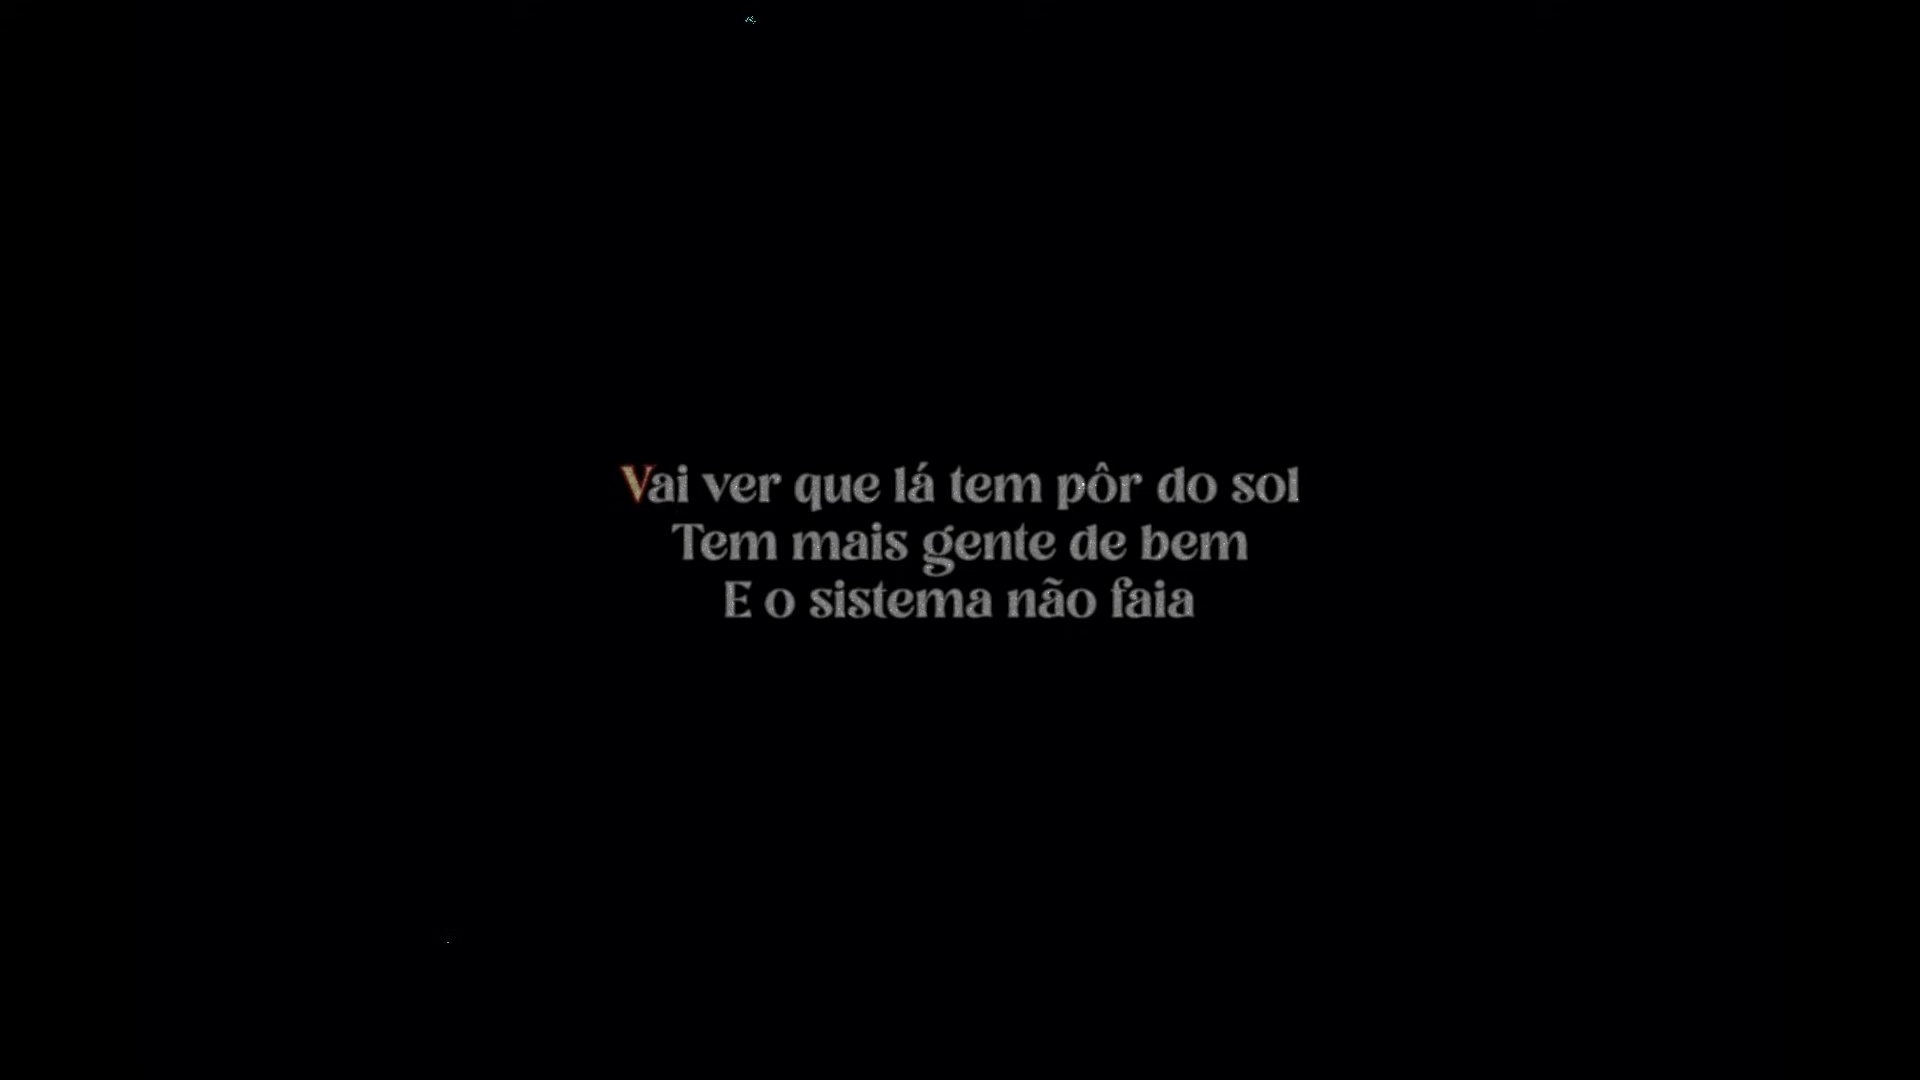 Vai ver que lá tem pôr do sol
Tem mais gente de bem
E o sistema não faia